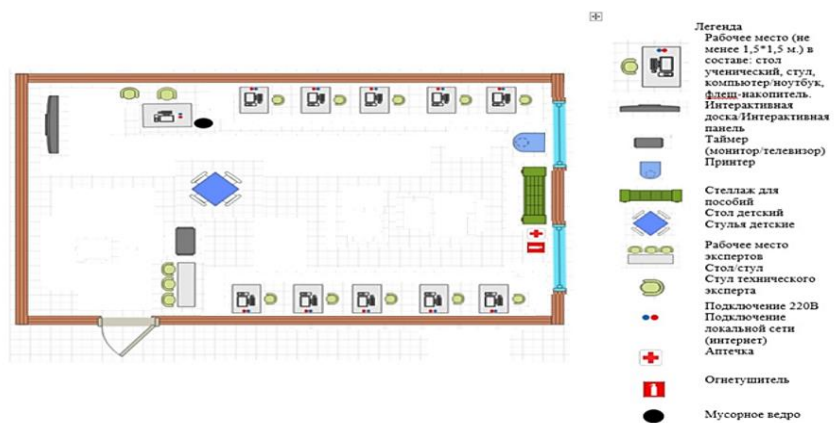 Легенда
Рабочее место (не
менее 1,5*1,5 м.) в
составе: стол
ученический, стул,
компьютер/ноутбук,
флеш-накопитель.
Интерактивная
доска/Интерактивная
панель
Таймер
(монитор/телевизор)
Принтер
Стеллаж для
пособий
Стол детский
Стулья детские
Рабочее место
экспертов
Стол/стул
Стул технического
эксперта
Подключение 220В
Подключение
локальной сети
(интернет)
Аптечка
Огнетушитель
Мусорное ведро